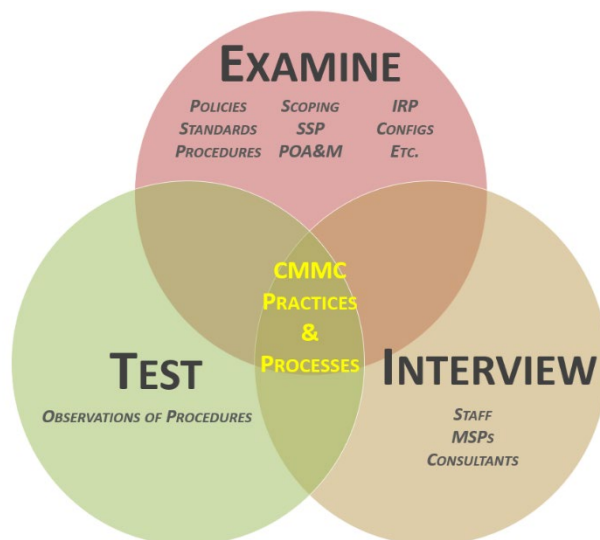 EXAMINE
POLICIES SCOPING IRP
STANDARDS SSP CONFIGS
PROCEDURES POA&M ETC.
CMMC
PRACTICES
&
PROCESSES
TEST
OBSERVATIONS OF PROCEDURES
INTERVIEW
STAFF
MSPs
CONSULTANTS